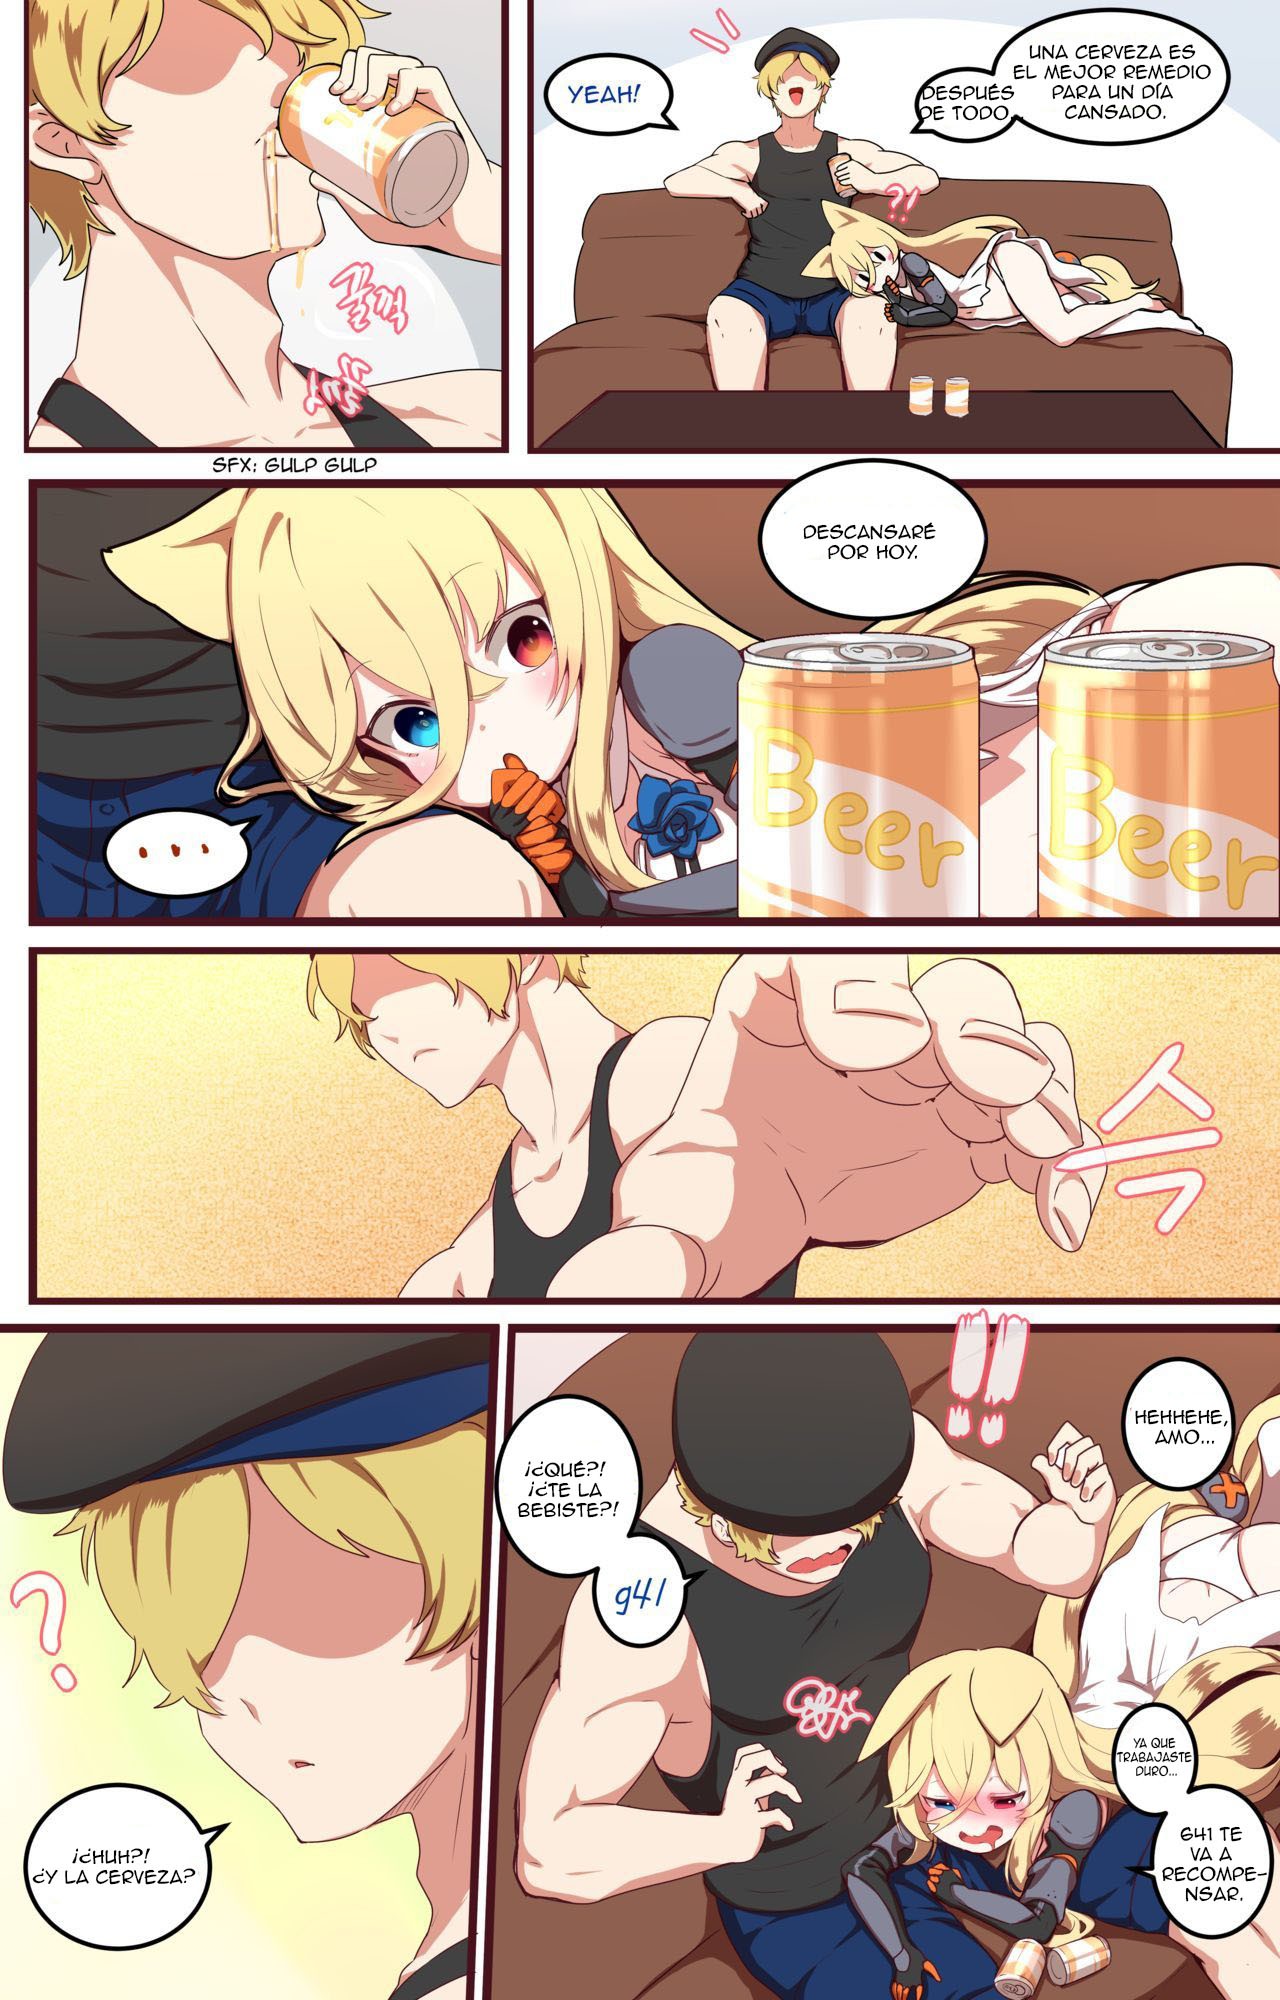 꿀꺽
SFX: GULP GULP
YEAH!
DESPUÉS
DE TODO...
UNA CERVEZA ES
EL MEJOR REMEDIO
PARA UN DÍA
CANSADO.
?!
DESCANSARÉ
POR HOY.
...
Beer
Beer
스윽
?
¡¿HUH?!
¿Y LA CERVEZA?
!!
¡¿QUÉ?!
¡¿TE LA
BEBISTE?!
g41
HEHHEHE,
AMO...
YA QUE
TRABAJASTE
DURO...
G41 TE
VA A
RECOMPE-
NSAR.